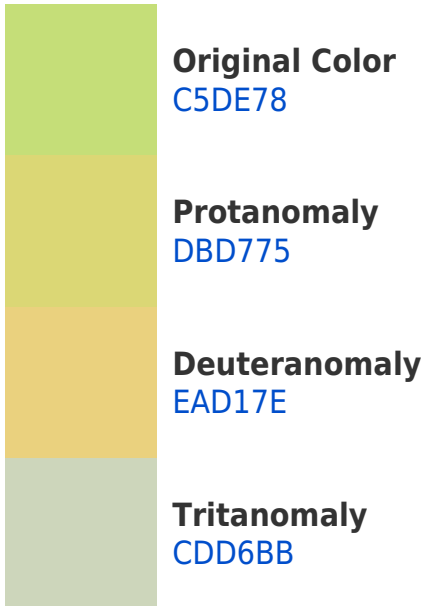 Original Color
C5DE78
Protanomaly
DBD775
Deuteranomaly
EAD17E
Tritanomaly
CDD6BB